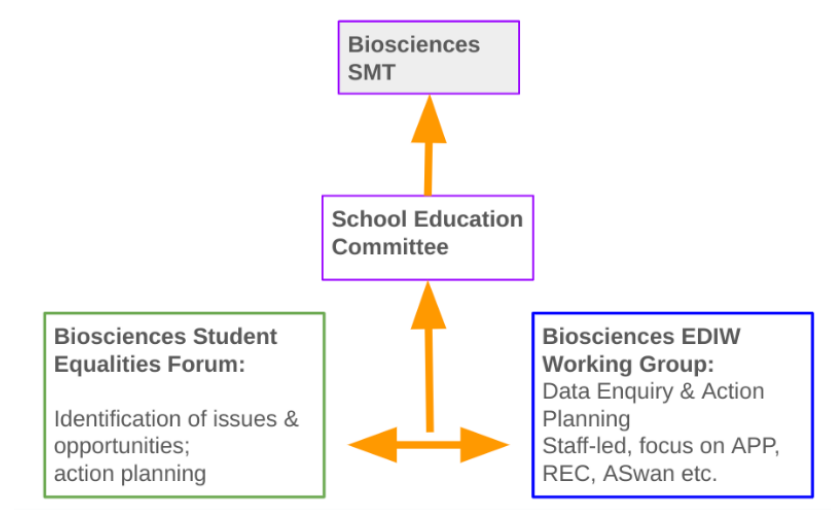 Biosciences
SMT
School Education
Committee
Biosciences Student
Equalities Forum:
Identification of issues &
opportunities;
action planning
Biosciences EDIW
Working Group:
Data Enquiry & Action
Planning
Staff-led, focus on APP,
REC, ASwan etc.